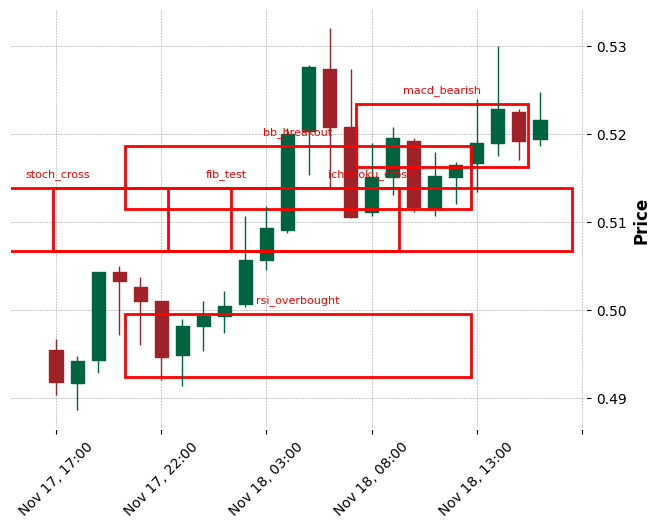 0.53
macd_bearish
bb_breakout
0.52
stoch_cross
fib_test
ichimoku_cross
0.51
Price
rsi_overbought
0.50
0.49
Nov 17, 17:00
Nov 17, 22:00
Nov 18, 03:00
Nov 18, 08:00
Nov 18, 13:00